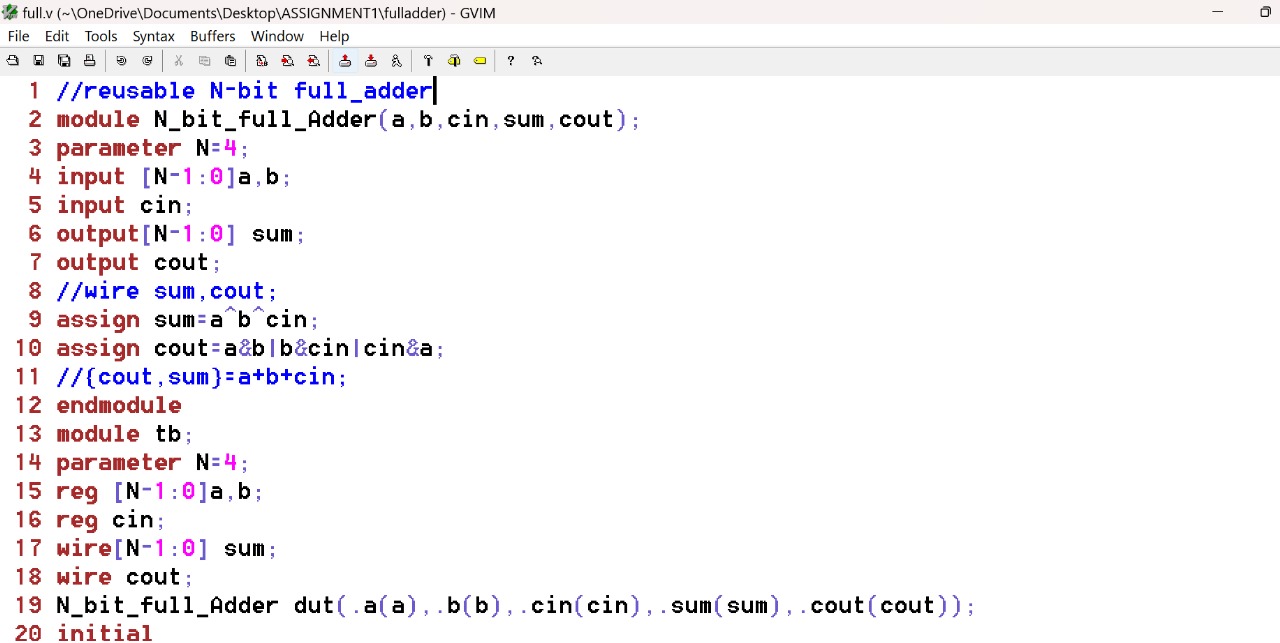 full.v (~\OneDrive\Documents\Desktop\ASSIGNMENT1\fulladder) - GVIM
File Edit Tools Syntax Buffers Window Help
1 //reusable N-bit full_adder
2 module N_bit_full_Adder(a,b,cin,sum,cout);
3 parameter N=4;
4 input [N-1:0]a,b;
5 input cin;
6 output[N-1:0] sum;
7 output cout;
8 //wire sum,cout;
9 assign sum=a^b^cin;
10 assign cout=a&b|b&cin|cin&a;
11 //{cout,sum}=a+b+cin;
12 endmodule
13 module tb;
14 parameter N=4;
15 reg [N-1:0]a,b;
16 reg cin;
17 wire[N-1:0] sum;
18 wire cout;
19 N_bit_full_Adder dut(.a(a),.b(b),.cin(cin),.sum(sum),.cout(cout));
20 initial